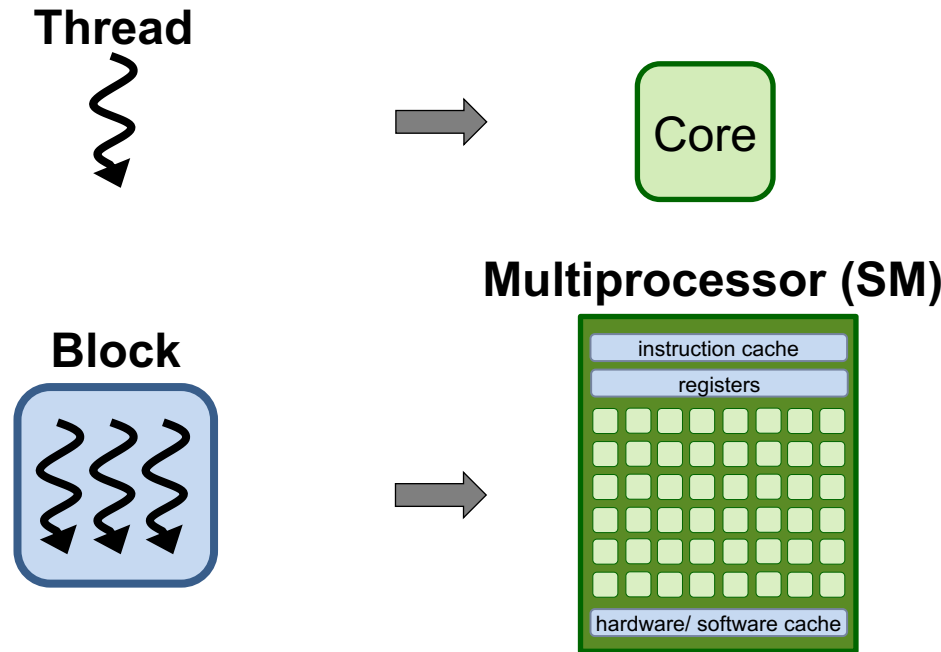 Thread
Core
Multiprocessor (SM)
Block
instruction cache
registers
hardware/ software cache